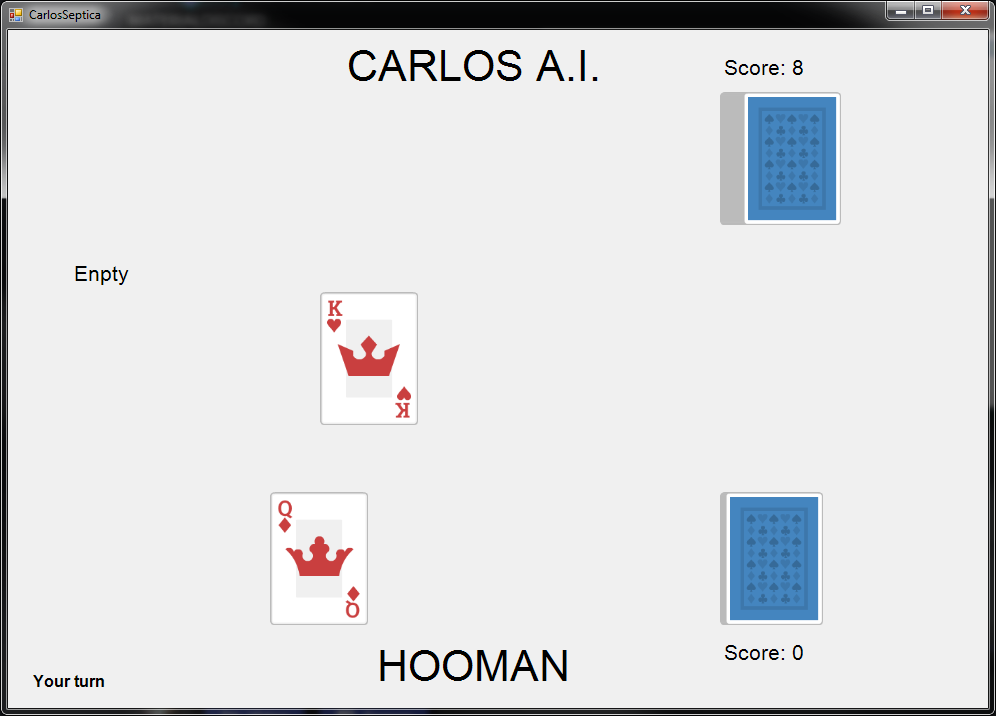 CarlosSeptica
CARLOS A.I.
Score: 8
Enpty
K
K
Q
Q
Score: 0
HOOMAN
Your turn